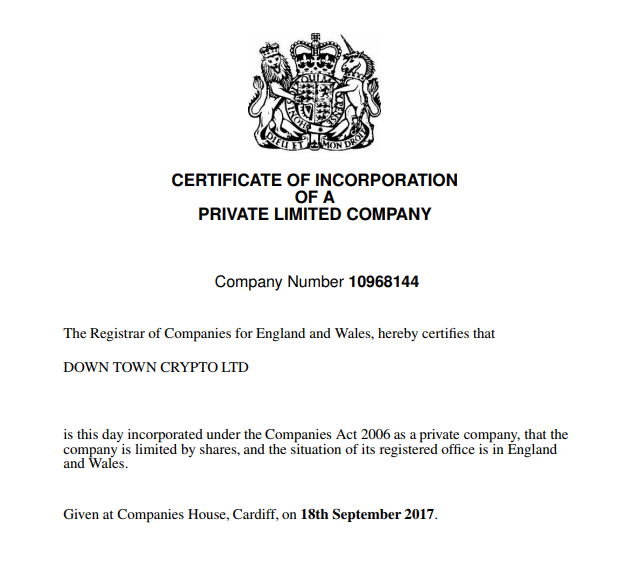 QUI
DIEU ET MON DROIT
CERTIFICATE OF INCORPORATION
OF A
PRIVATE LIMITED COMPANY
Company Number 10968144
The Registrar of Companies for England and Wales, hereby certifies that
DOWN TOWN CRYPTO LTD
is this day incorporated under the Companies Act 2006 as a private company, that the
company is limited by shares, and the situation of its registered office is in England
and Wales.
Given at Companies House, Cardiff, on 18th September 2017.